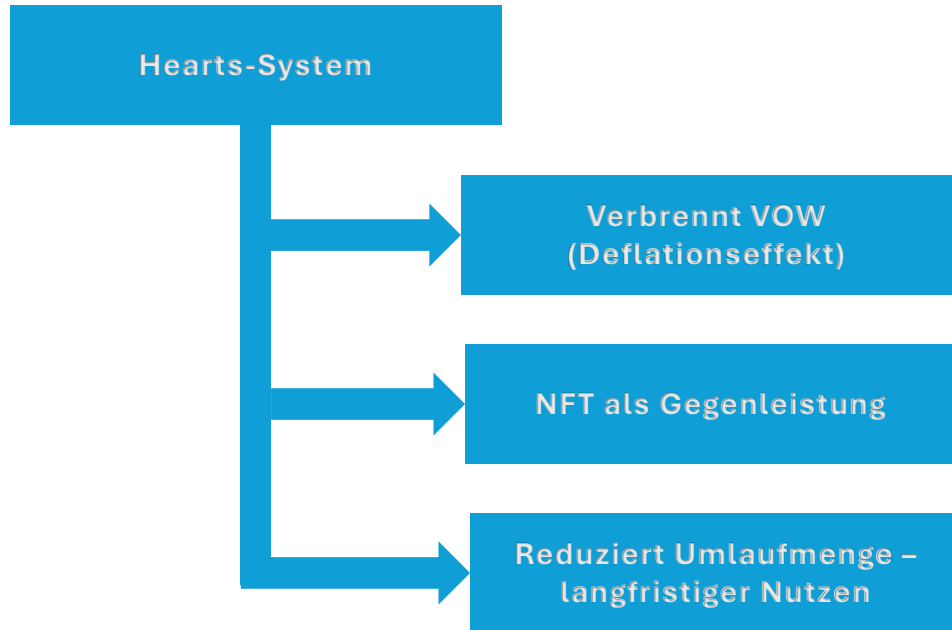 Hearts-System
Verbrennt VOW
(Deflationseffekt)
NFT als Gegenleistung
Reduziert Umlaufmenge –
langfristiger Nutzen